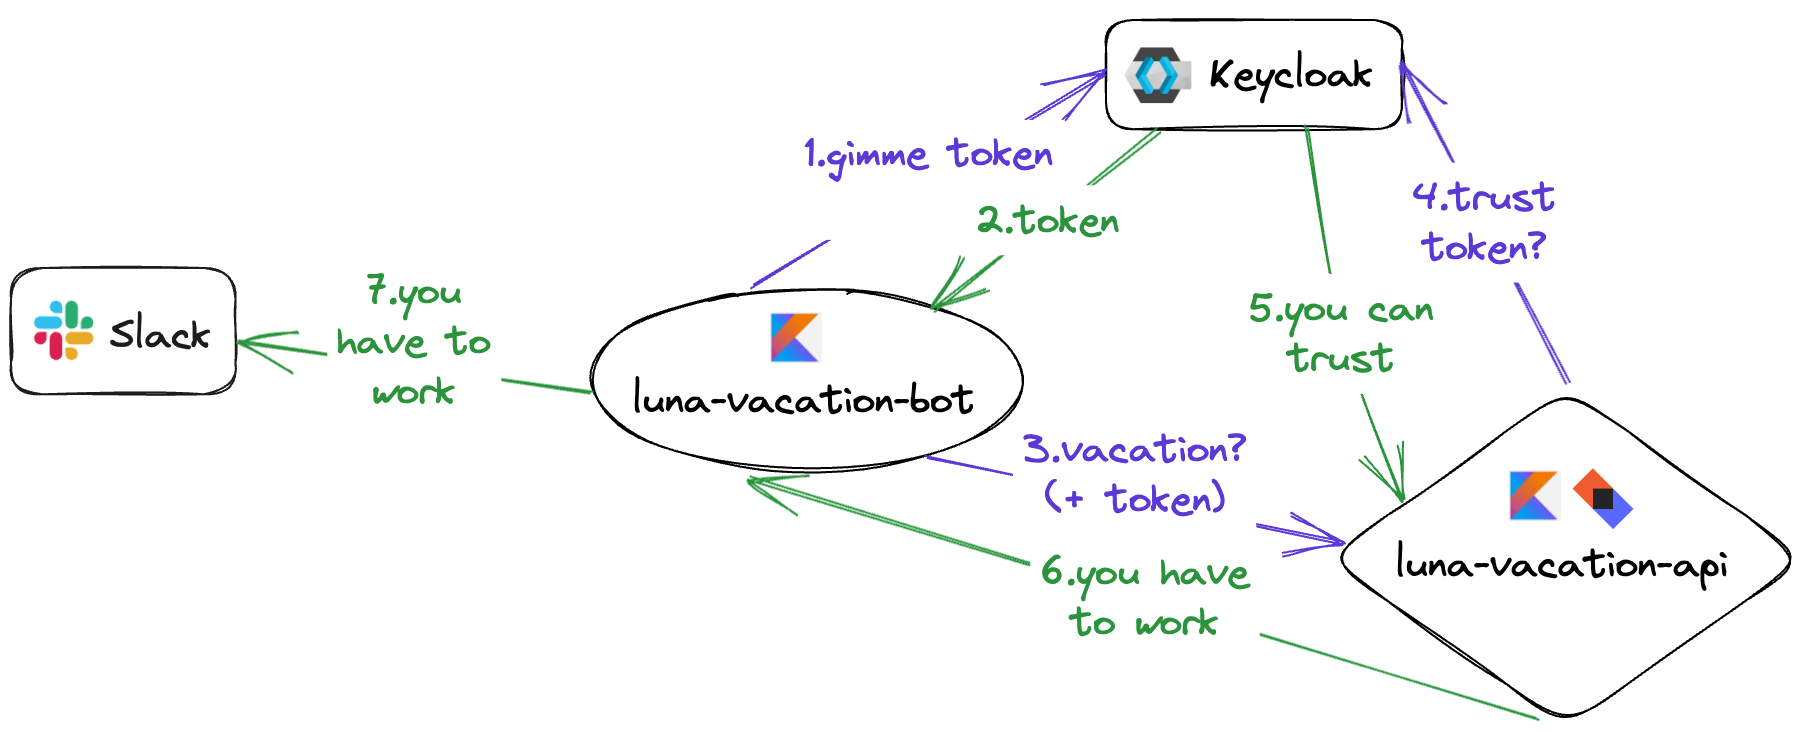 Keycloak
1.gimme token
2.token
4.trust
token?
Slack
7.you
have to
work
luna-vacation-bot
5.you can
trust
3.vacation?
(+ token)
luna-vacation-api
6.you have
to work